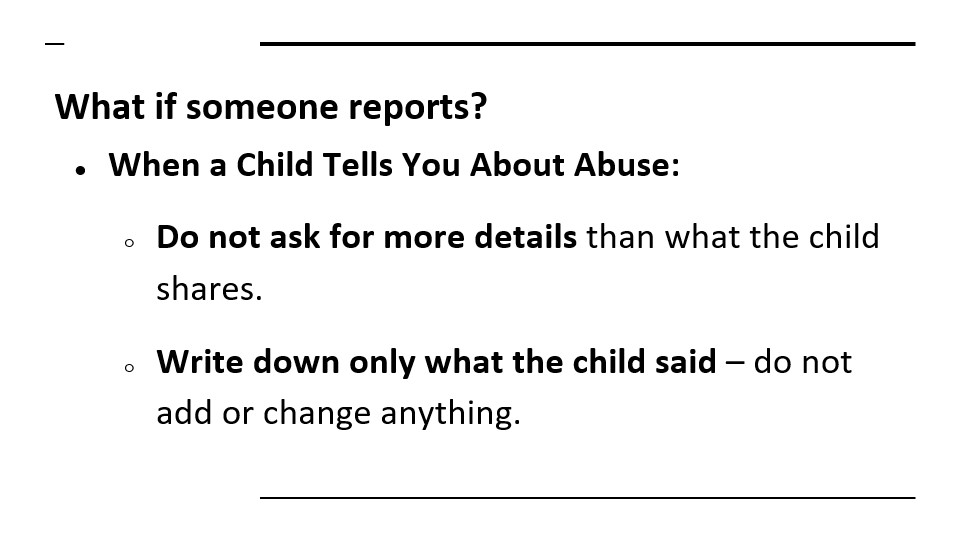 What if someone reports?
● When a Child Tells You About Abuse:
○ Do not ask for more details than what the child
shares.
○ Write down only what the child said – do not
add or change anything.